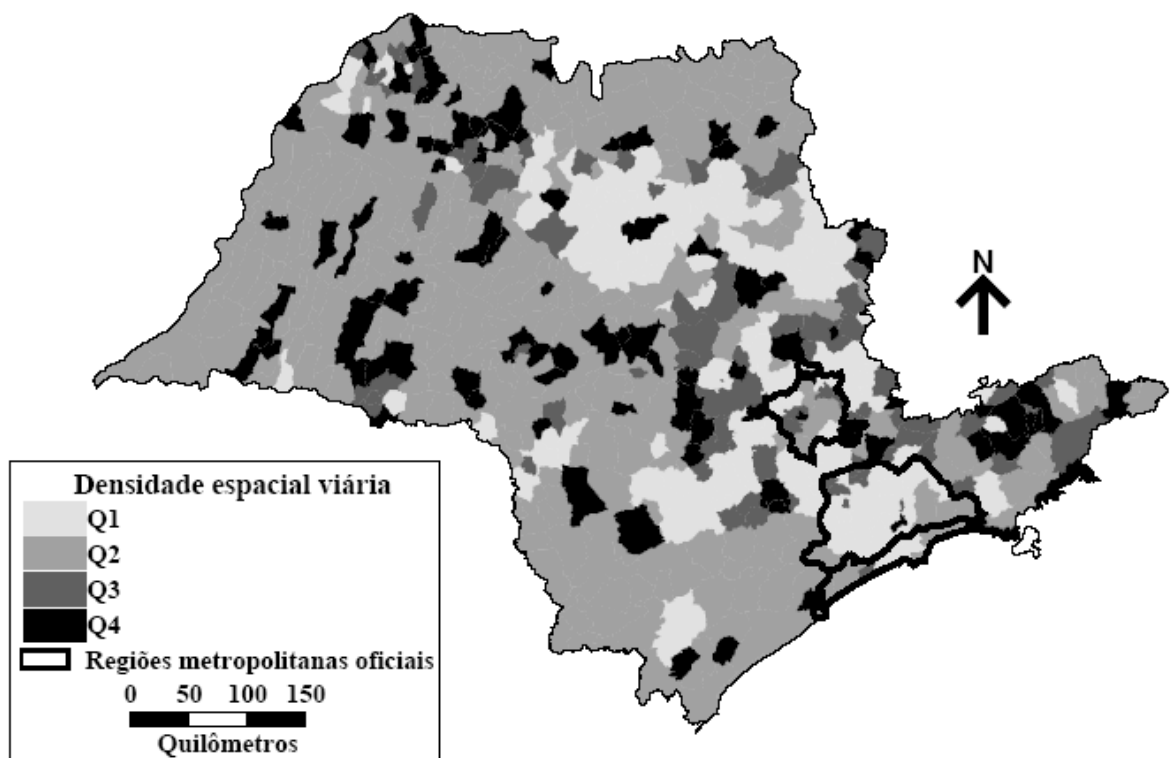 N
Densidade espacial viária
Q1
Q2
Q3
Q4
Regiões metropolitanas oficiais
0 50 100 150
Quilômetros